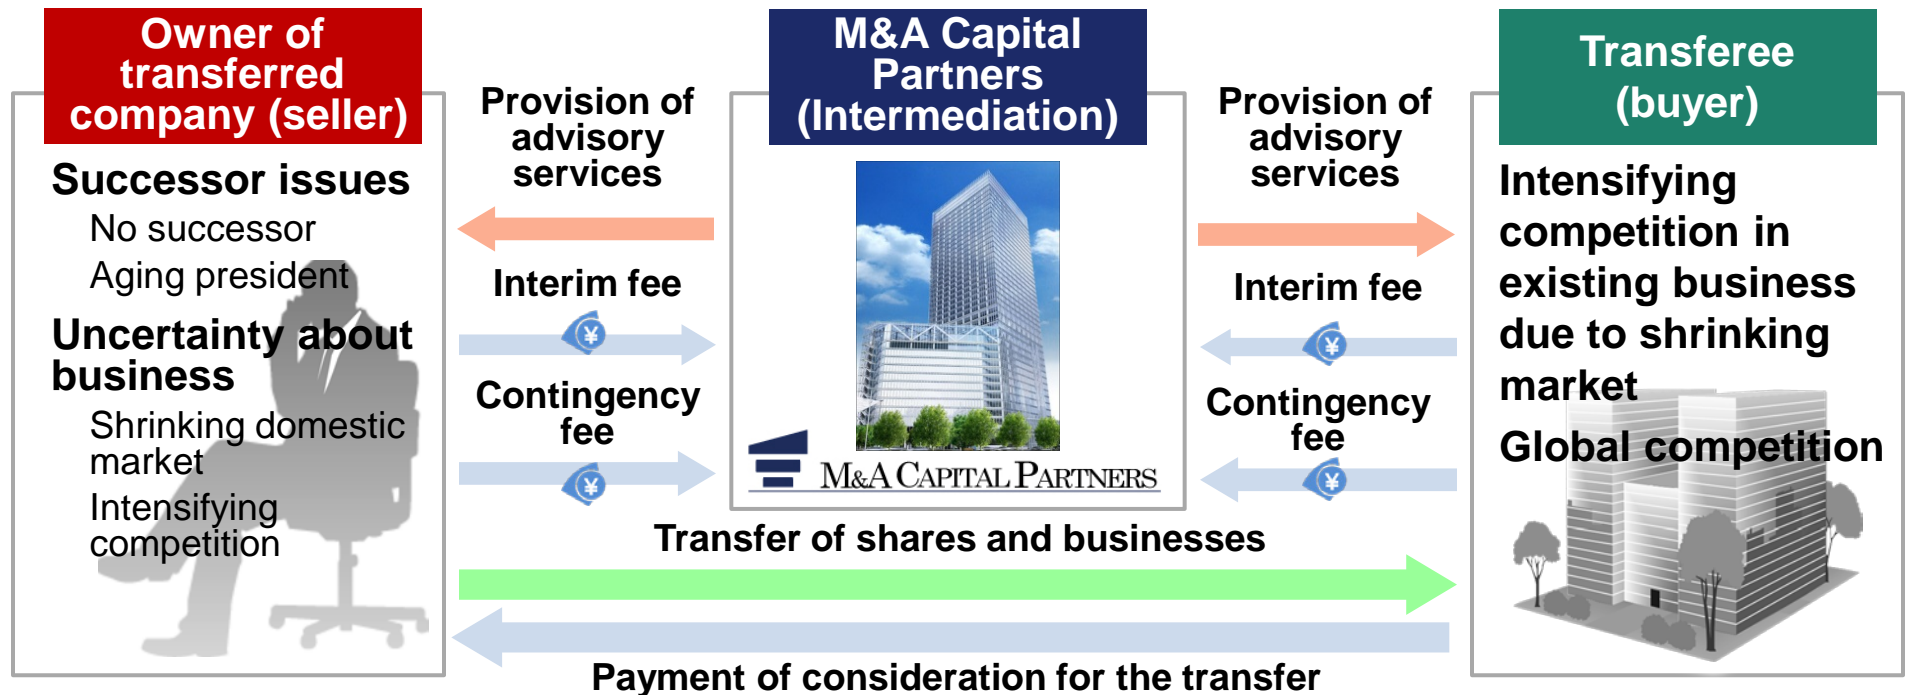 Owner of
transferred
company (seller)
Successor issues
No successor
Aging president
Uncertainty about
business
Shrinking domestic
market
Intensifying
competition
Provision of
advisory
services
Interim fee
¥
Contingency
fee
¥
M&A Capital
Partners
(Intermediation)
M&A CAPITAL PARTNERS
Provision of
advisory
services
Interim fee
¥
Contingency
fee
¥
Transferee
(buyer)
Intensifying
competition in
existing business
due to shrinking
market
Global competition
Transfer of shares and businesses
Payment of consideration for the transfer